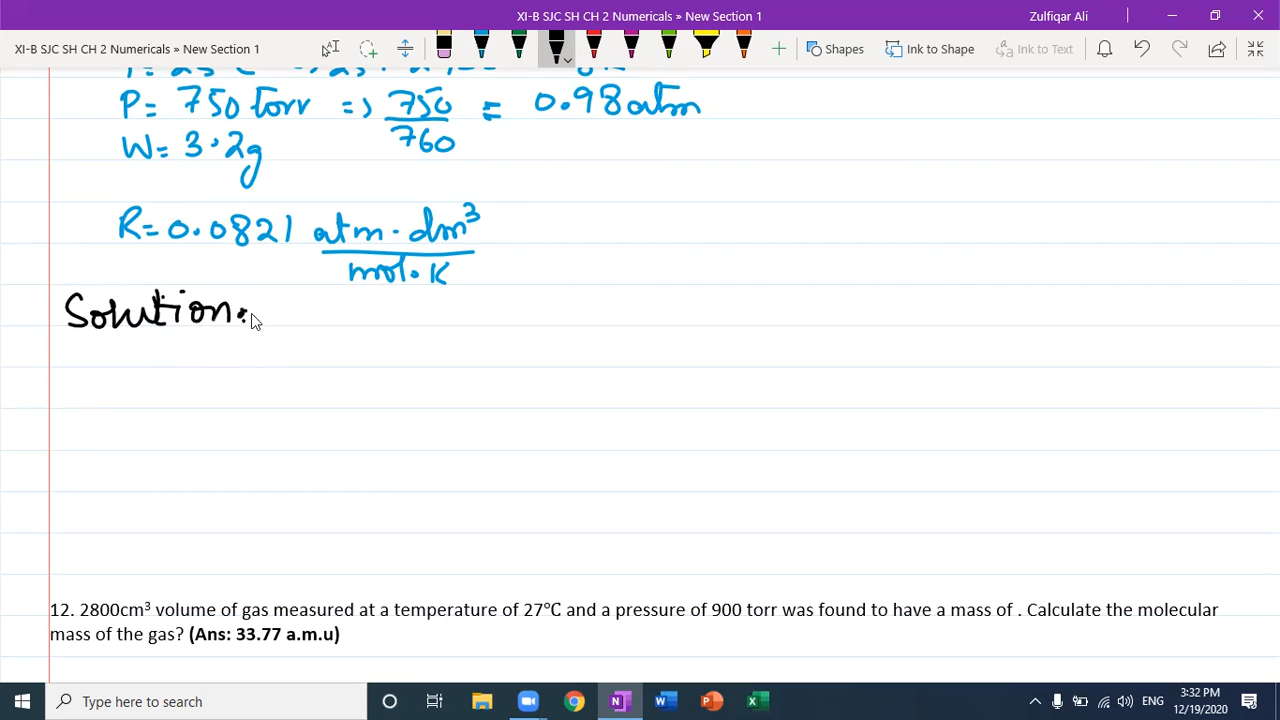 XI-B SJC SH CH 2 Numericals » New Section 1
Zulfiqar Ali
XI-B SJC SH CH 2 Numericals » New Section 1
Shapes
Ink to Shape
Ink to Text
P= 750 torr => 750/760 = 0.98 atm
W= 3.2g
R= 0.0821 atm · dm³/mol · K
Solution:
12. 2800cm³ volume of gas measured at a temperature of 27°C and a pressure of 900 torr was found to have a mass of . Calculate the molecular
mass of the gas? (Ans: 33.77 a.m.u)
Type here to search
ENG
3:32 PM
12/19/2020